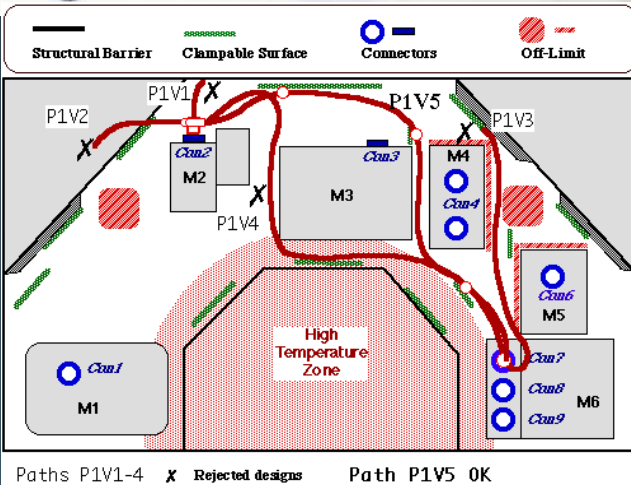 Structural Barrier
Clampable Surface
Connectors
Off-Limit
P1V1
P1V2
P1V5
P1V3
Con2
Con3
M4
M2
M3
Con4
P1V4
Con6
M5
High
Temperature
Zone
Con1
M1
Con7
Con8
M6
Con9
Paths P1V1-4 ✗ Rejected designs Path P1V5 OK